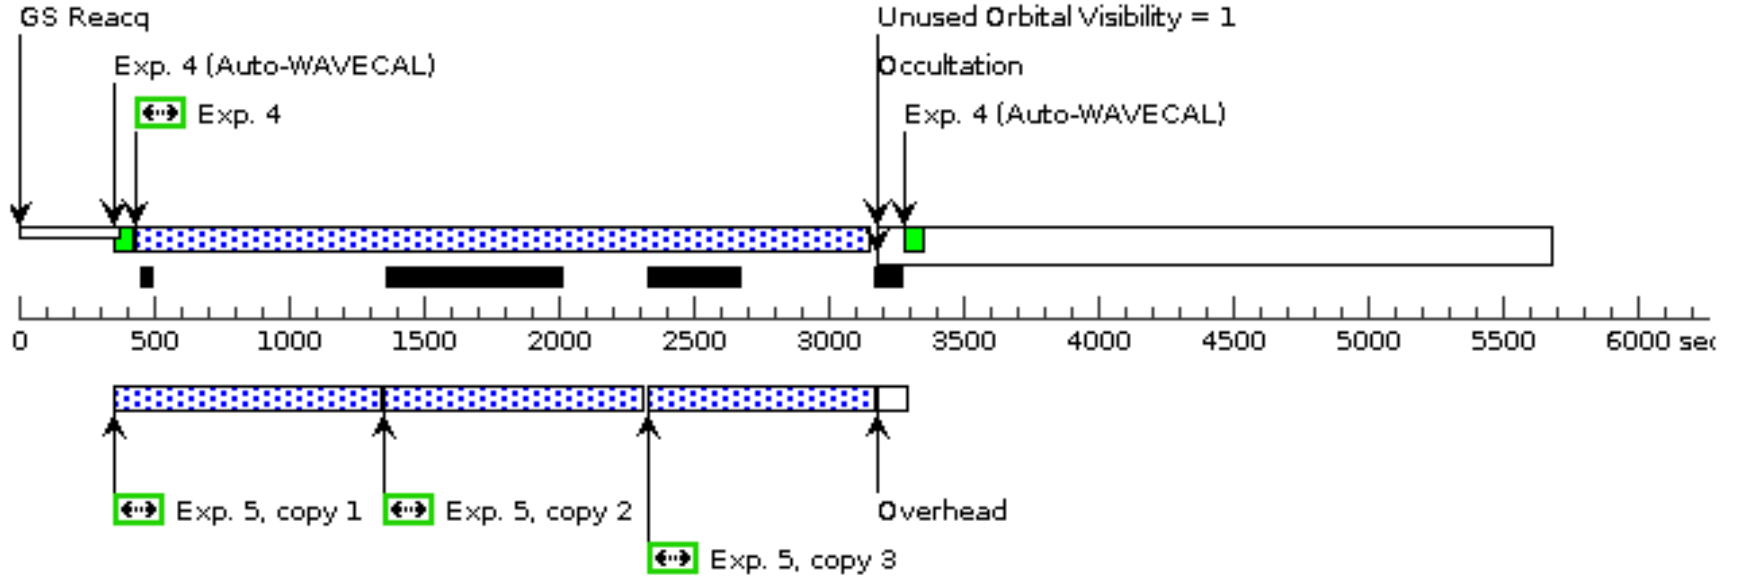 GS Reacq
Unused Orbital Visibility = 1
Exp. 4 (Auto-WAVECAL)
Occultation
Exp. 4
Exp. 4 (Auto-WAVECAL)
0 500 1000 1500 2000 2500 3000 3500 4000 4500 5000 5500 6000 sec
Exp. 5, copy 1
Exp. 5, copy 2
Overhead
Exp. 5, copy 3